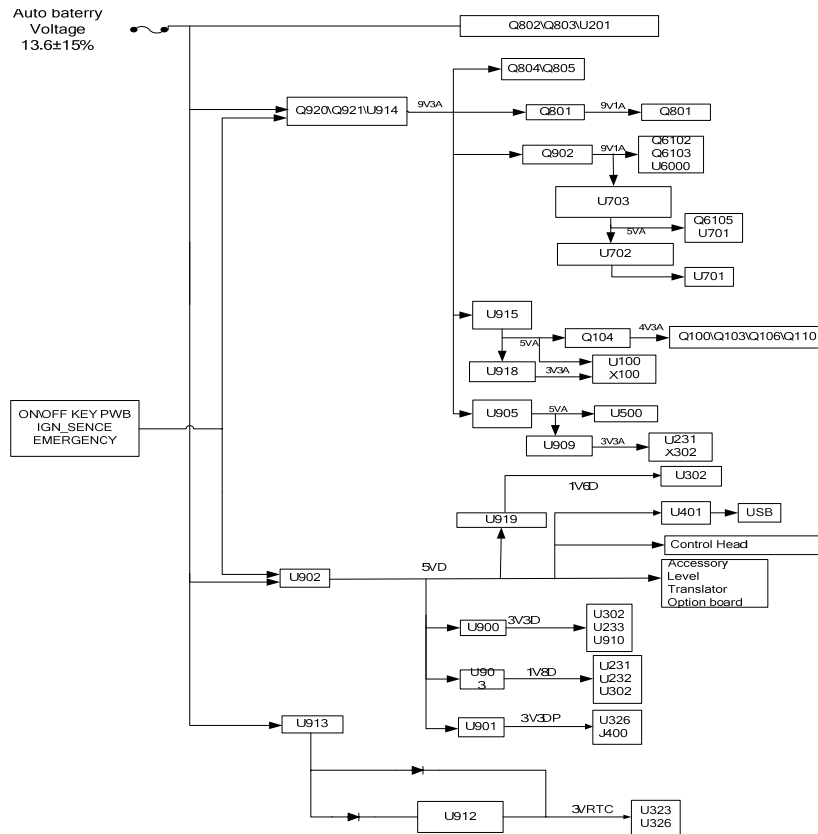 Auto baterry
Voltage
13.6±15%
Q802\Q803\U201
Q804\Q805
Q920\Q921\U914
9V3A
Q801
9V1A
Q801
Q902
9V1A
Q6102
Q6103
U6000
U703
5VA
Q6105
U701
U702
U701
U915
5VA
Q104
4V3A
Q100\Q103\Q106\Q110
U918
3V3A
U100
X100
U905
5VA
U500
U909
3V3A
U231
X302
ON\OFF KEY PWB
IGN_SENCE
EMERGENCY
1V6D
U302
U919
U401
USB
Control Head
U902
5VD
Accessory
Level
Translator
Option board
U900
3V3D
U302
U233
U910
U90
3
1V8D
U231
U232
U302
U901
3V3DP
U326
J400
U913
U912
3VRTC
U323
U326